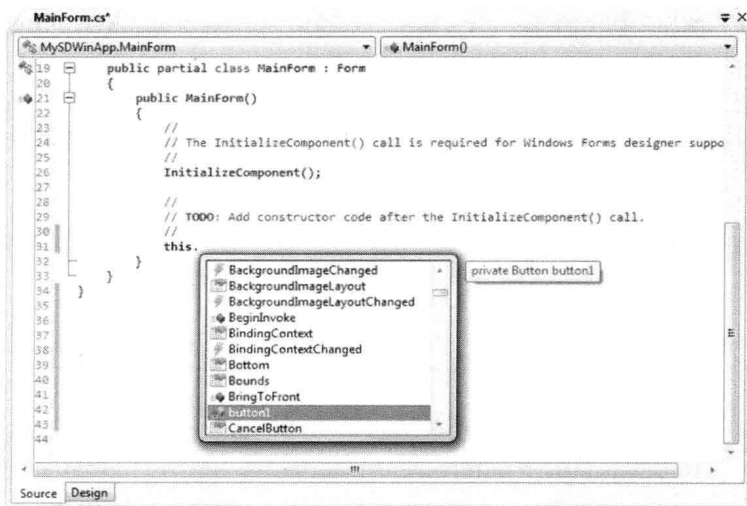 MainForm.cs*
MySDWinApp.MainForm MainForm()
19 public partial class MainForm : Form
20 {
21 public MainForm()
22 {
23 //
24 // The InitializeComponent() call is required for Windows Forms designer suppo
25 //
26 InitializeComponent();
27
28 //
29 // TODO: Add constructor code after the InitializeComponent() call.
30 //
31 this.
32 }
33 }
34 }
35
36
37
38
39
40
41
42
43
44
BackgroundImageChanged
BackgroundImageLayout
BackgroundImageLayoutChanged
BeginInvoke
BindingContext
BindingContextChanged
Bottom
Bounds
BringToFront
button1
CancelButton
private Button button1
Source Design